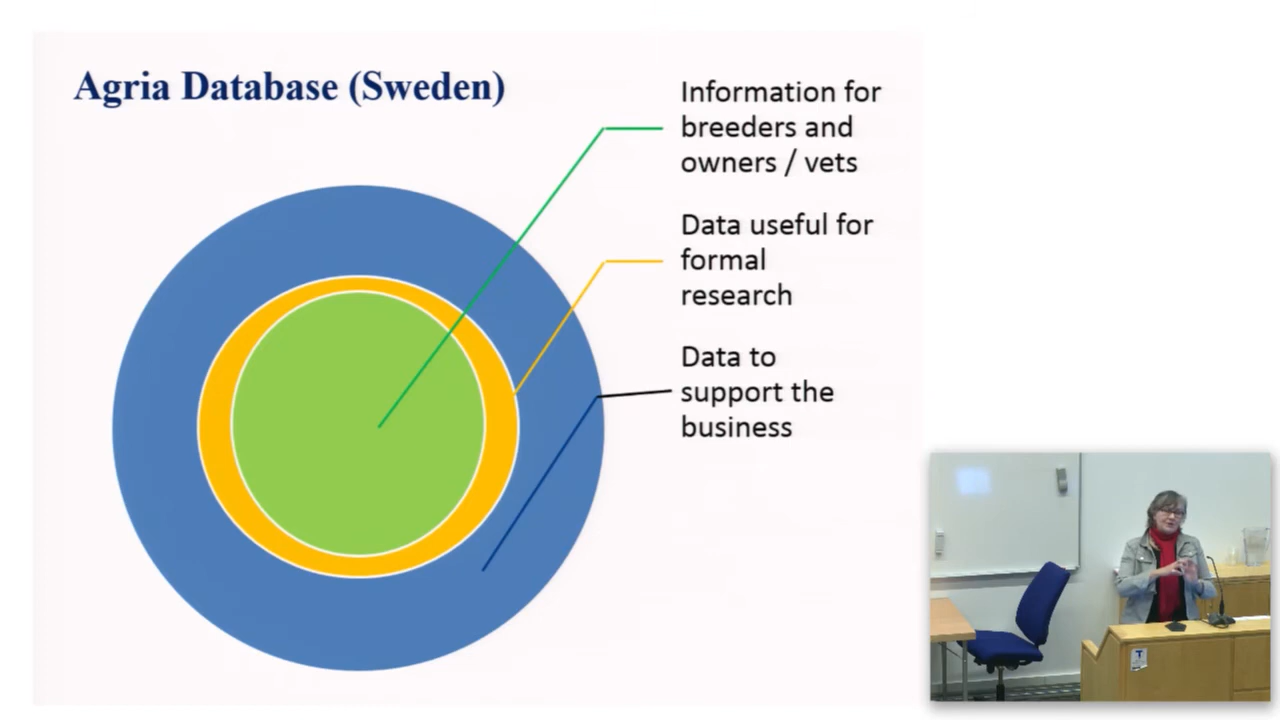 Agria Database (Sweden)
Information for
breeders and
owners / vets
Data useful for
formal
research
Data to
support the
business